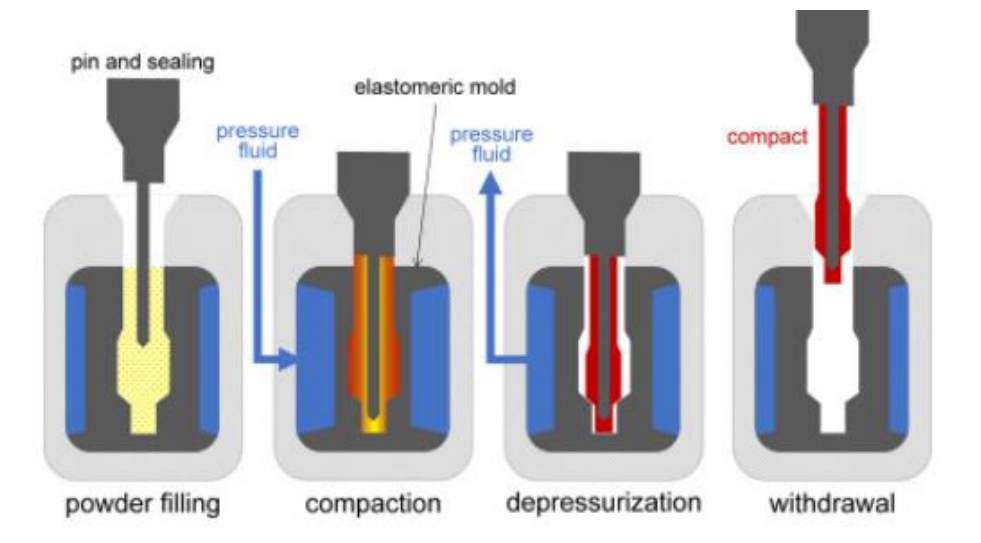 pin and sealing
elastomeric mold
pressure
fluid
pressure
fluid
compact
powder filling
compaction
depressurization
withdrawal